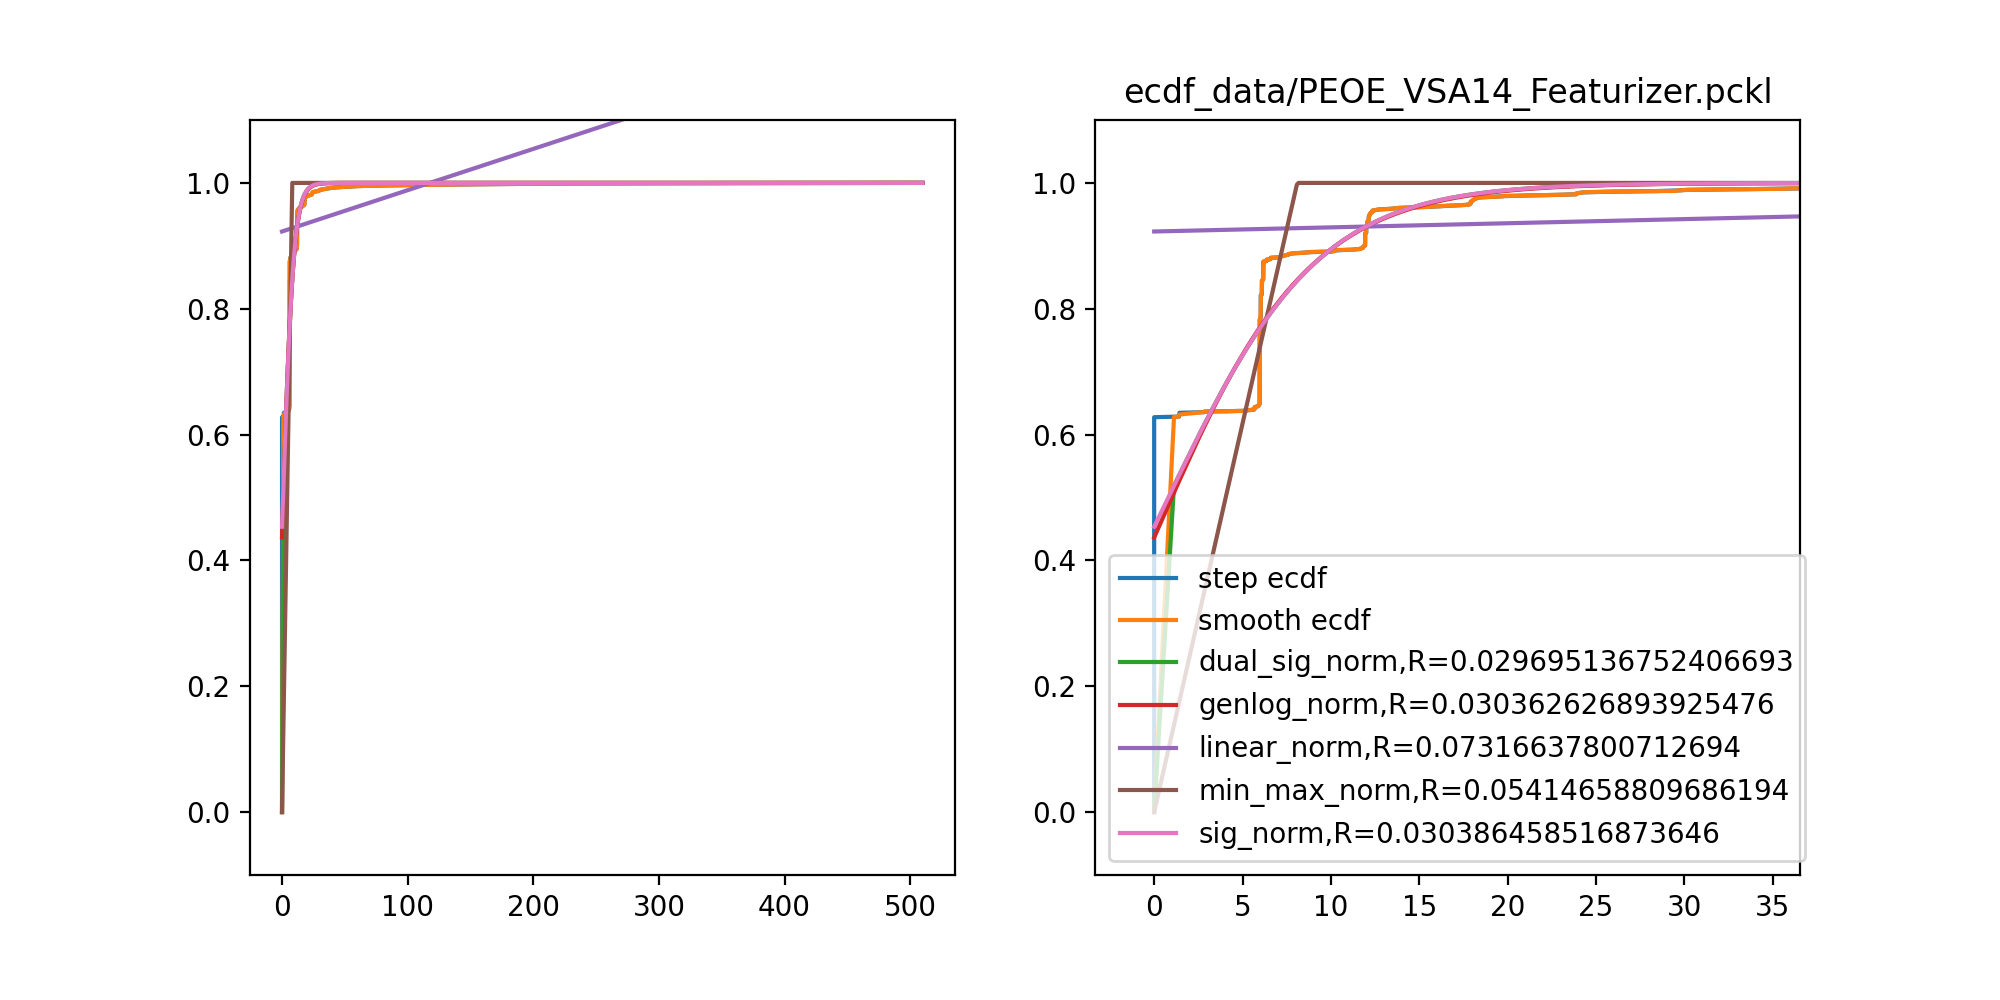 ecdf_data/PEOE_VSA14_Featurizer.pckl
1.0
0.8
0.6
0.4
0.2
0.0
0 100 200 300 400 500
1.0
0.8
0.6
0.4
0.2
0.0
step ecdf
smooth ecdf
dual_sig_norm,R=0.029695136752406693
genlog_norm,R=0.030362626893925476
linear_norm,R=0.07316637800712694
min_max_norm,R=0.05414658809686194
sig_norm,R=0.030386458516873646
0 5 10 15 20 25 30 35